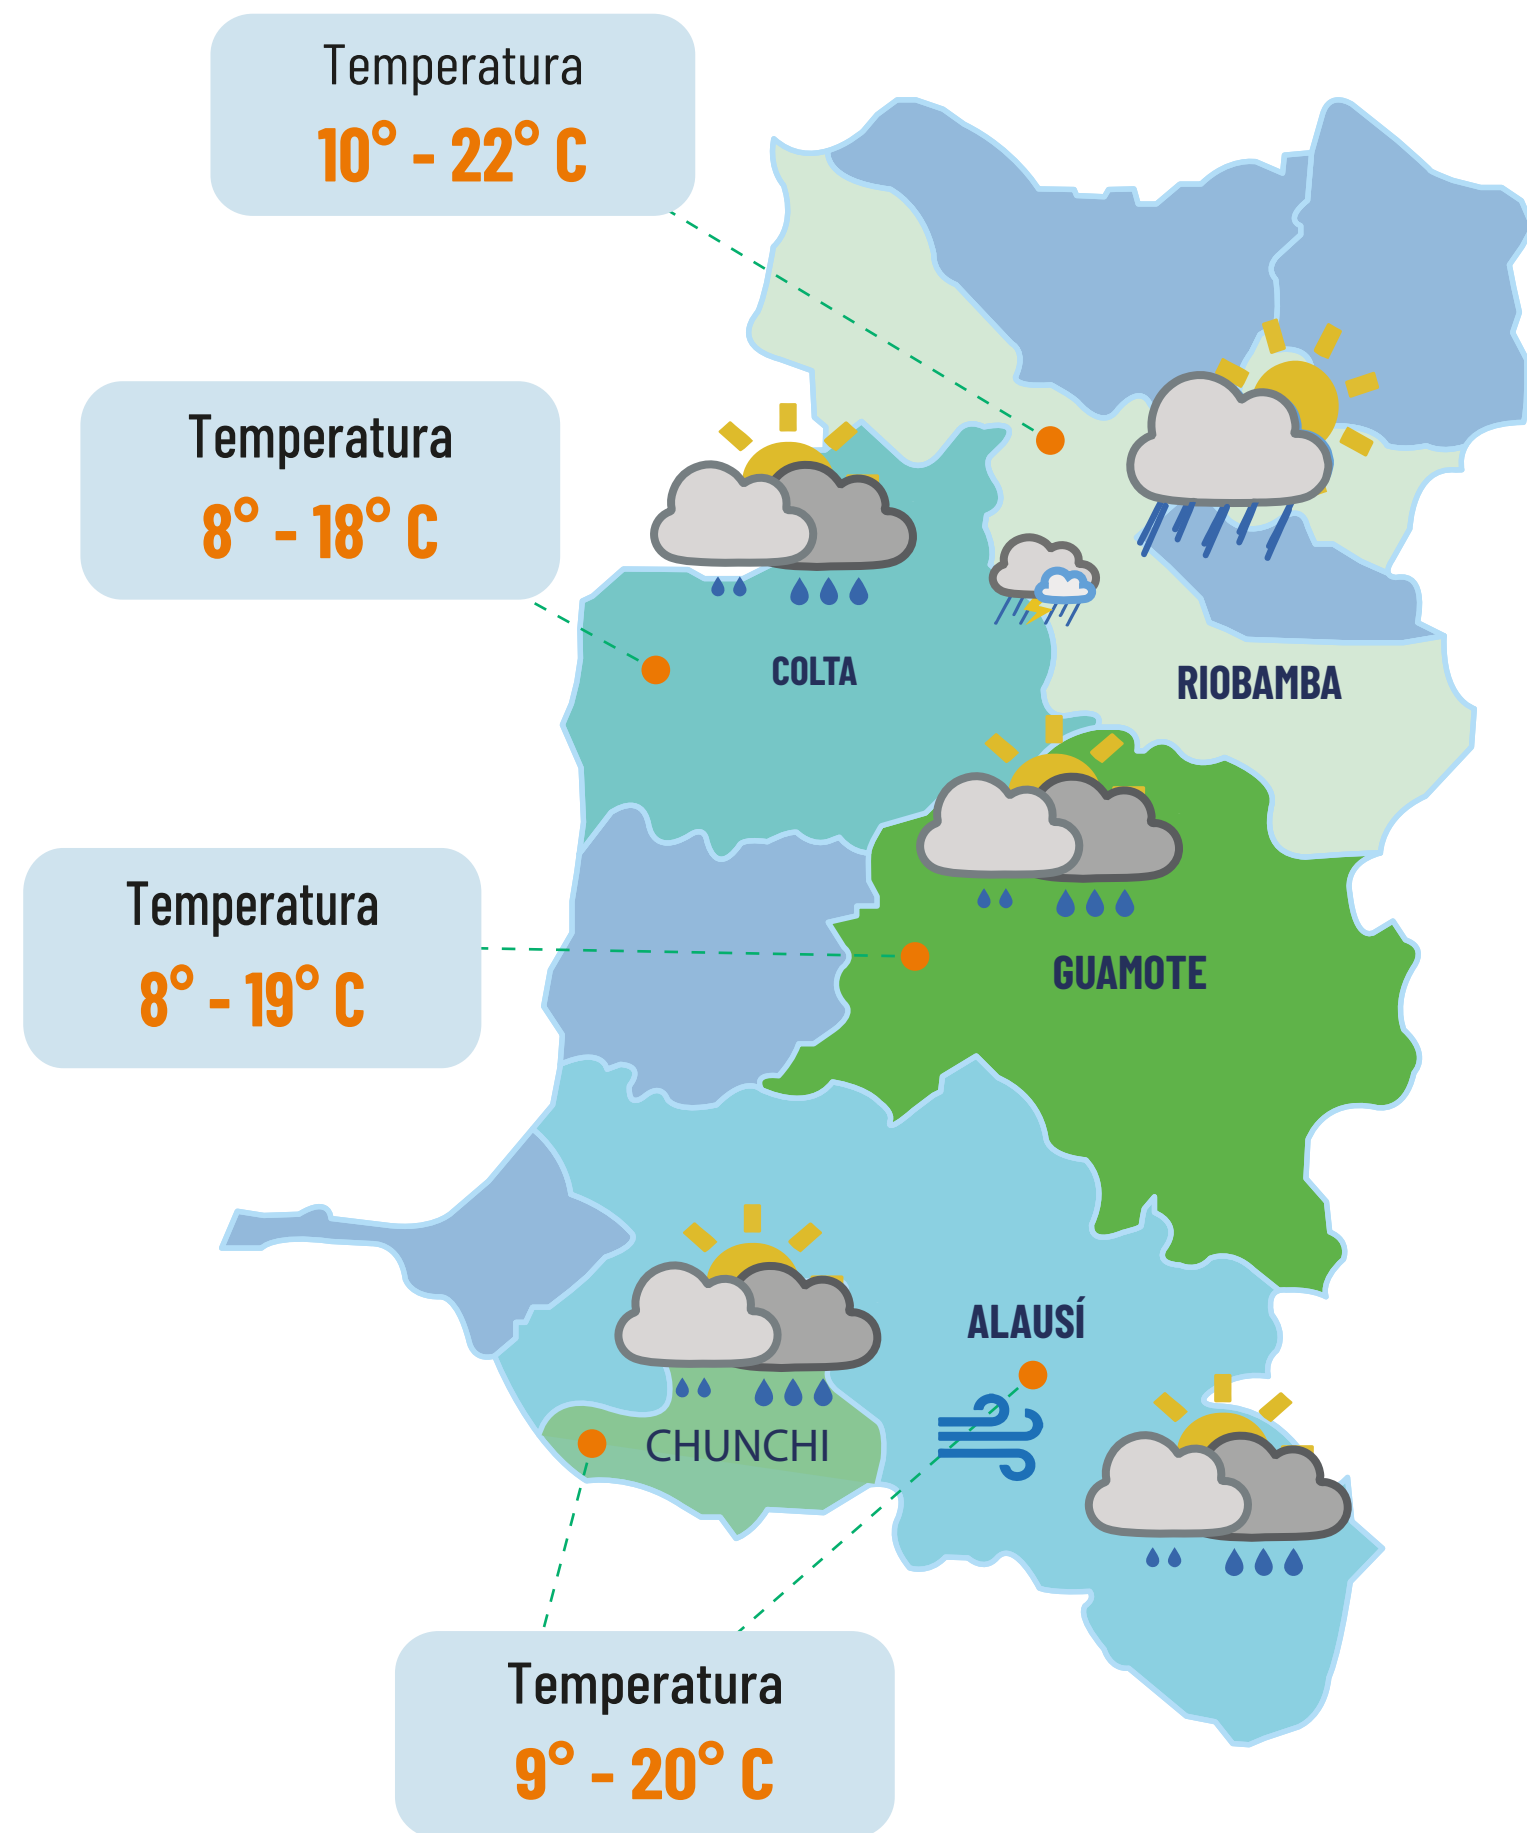 Temperatura
10° - 22° C
Temperatura
8° - 18° C
COLTA
RIOBAMBA
Temperatura
8° - 19° C
GUAMOTE
ALAUSÍ
CHUNCHI
Temperatura
9° - 20° C